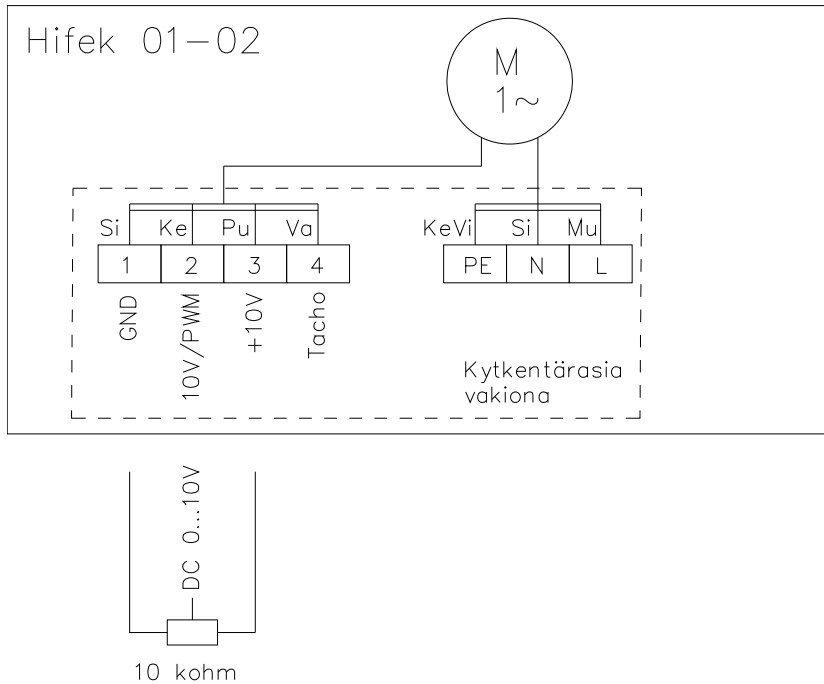 Hifek 01-02
M
1~
Si Ke Pu Va
KeVi Si Mu
1 2 3 4
PE N L
GND
10V/PWM
+10V
Tacho
Kytkentärasia
vakiona
DC 0...10V
10 kohm